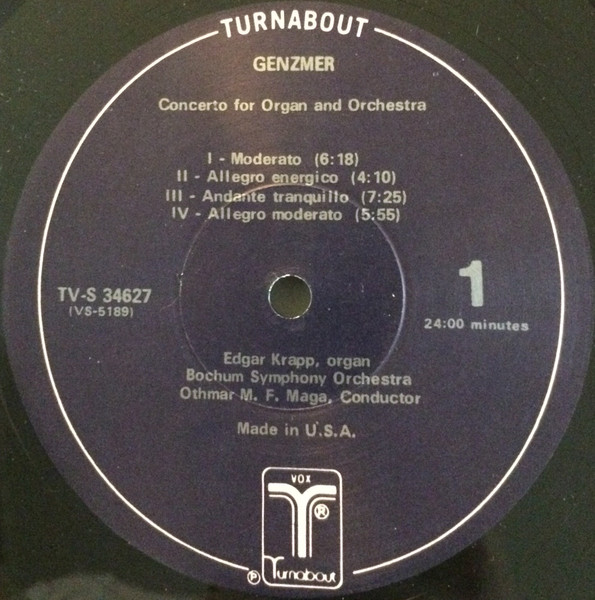 TURNABOUT
GENZMER
Concerto for Organ and Orchestra
I - Moderato (6:18)
II - Allegro energico (4:10)
III - Andante tranquillo (7:25)
IV - Allegro moderato (5:55)
TV-S 34627
(VS-5189)
1
24:00 minutes
Edgar Krapp, organ
Bochum Symphony Orchestra
Othmar M. F. Maga, Conductor
Made in U.S.A.
VOX
®
℗ Turnabout